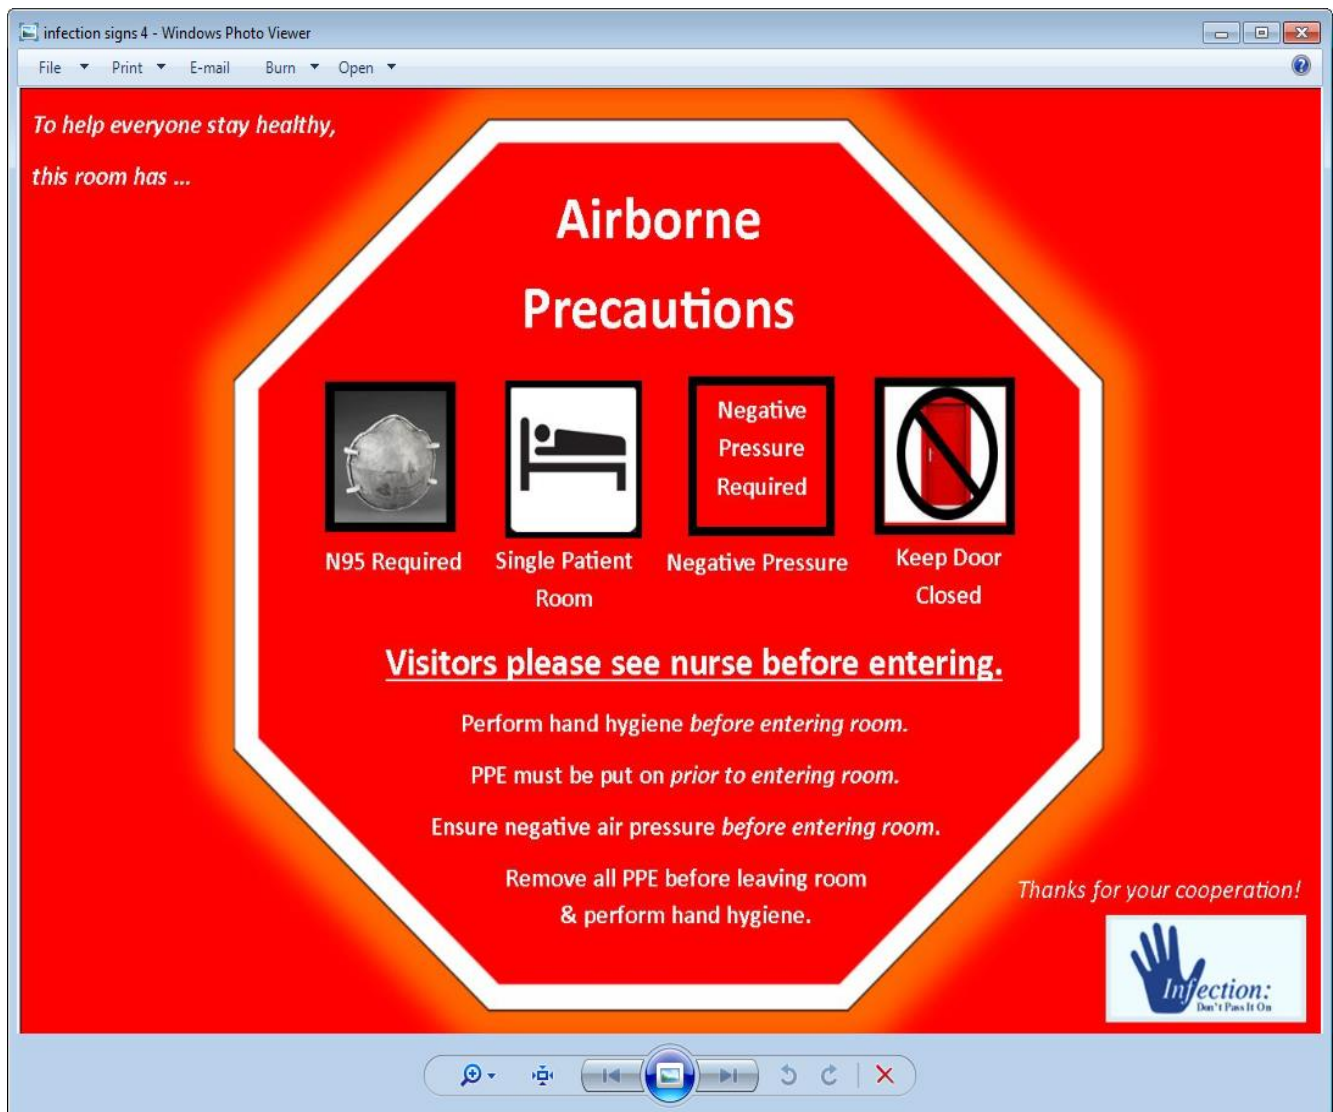 infection signs 4 - Windows Photo Viewer
File Print E-mail Burn Open
To help everyone stay healthy,
this room has ...
Airborne
Precautions
Negative
Pressure
Required
N95 Required
Single Patient
Room
Negative Pressure
Keep Door
Closed
Visitors please see nurse before entering.
Perform hand hygiene before entering room.
PPE must be put on prior to entering room.
Ensure negative air pressure before entering room.
Remove all PPE before leaving room
& perform hand hygiene.
Thanks for your cooperation!
Infection:
Don't Pass It On